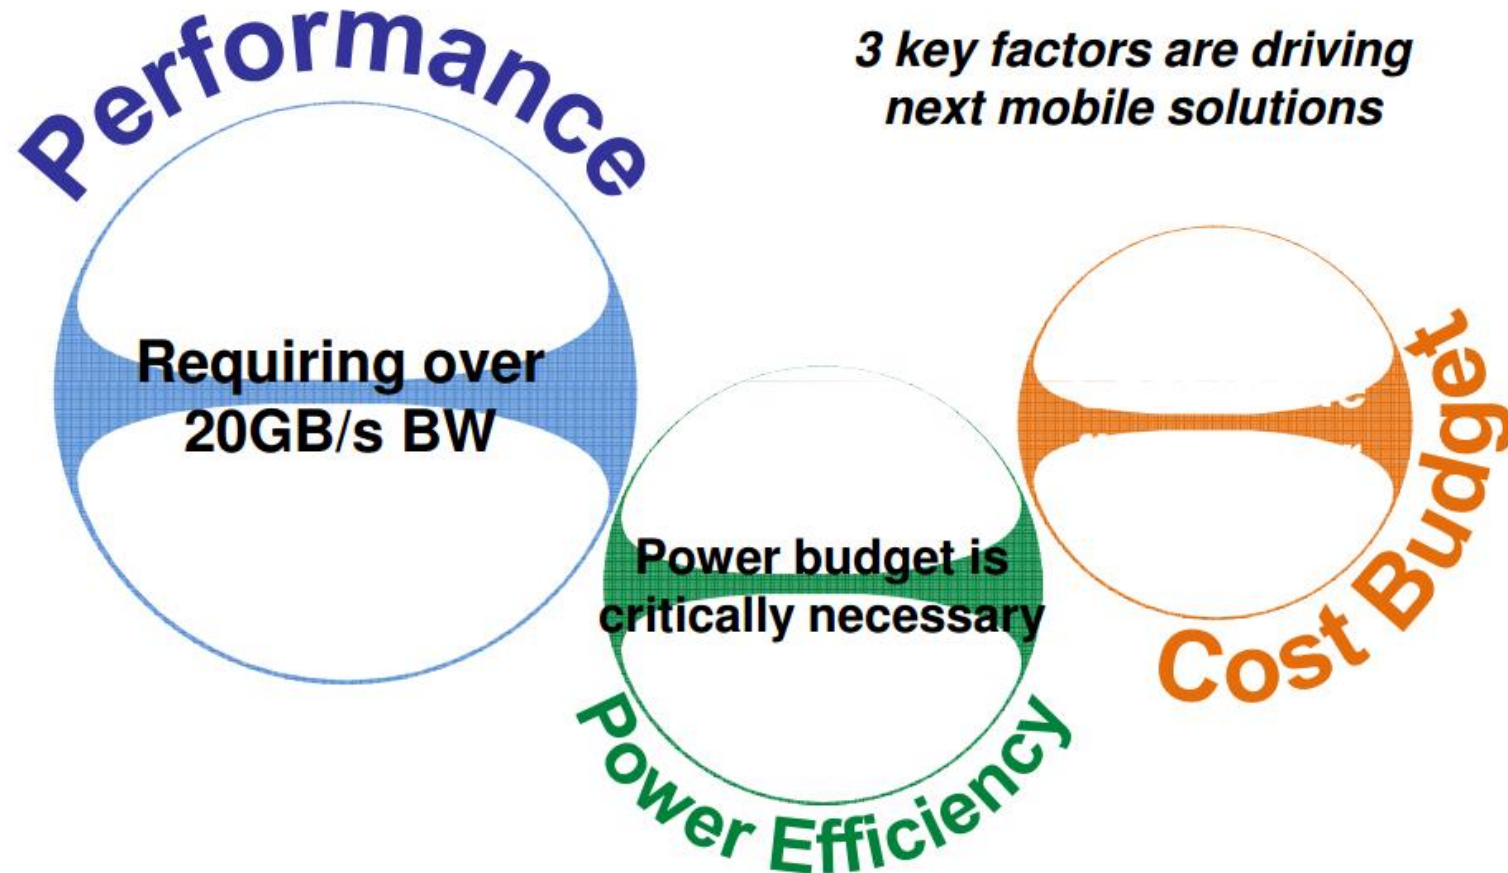 Performance
3 key factors are driving
next mobile solutions
Requiring over
20GB/s BW
Power budget is
critically necessary
Power Efficiency
Cost Budget